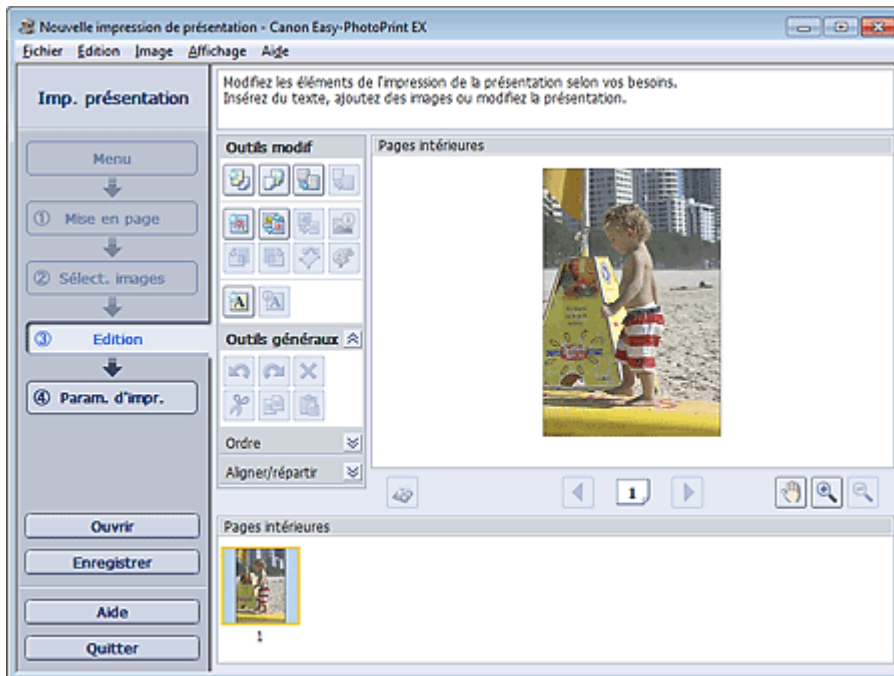 Nouvelle impression de présentation - Canon Easy-PhotoPrint EX
Fichier Edition Image Affichage Aide
Imp. présentation
Modifiez les éléments de l'impression de la présentation selon vos besoins.
Insérez du texte, ajoutez des images ou modifiez la présentation.
Menu
① Mise en page
② Sélect. images
③ Edition
④ Param. d'impr.
Ouvrir
Enregistrer
Aide
Quitter
Outils modif
Outils généraux
Ordre
Aligner/répartir
Pages intérieures
1
Pages intérieures
1